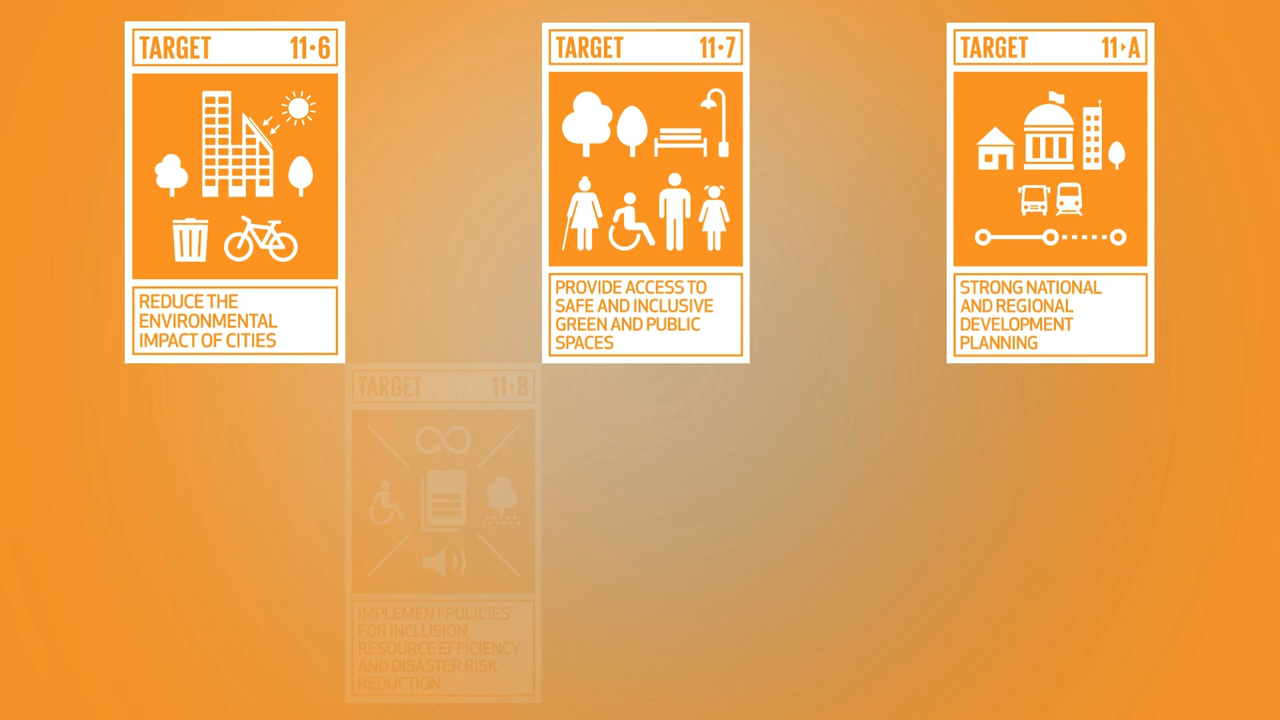 TARGET 11·6
REDUCE THE
ENVIRONMENTAL
IMPACT OF CITIES
TARGET 11·7
PROVIDE ACCESS TO
SAFE AND INCLUSIVE
GREEN AND PUBLIC
SPACES
TARGET 11▸A
STRONG NATIONAL
AND REGIONAL
DEVELOPMENT
PLANNING
TARGET 11▸B
IMPLEMENT POLICIES
FOR INCLUSION,
RESOURCE EFFICIENCY
AND DISASTER RISK
REDUCTION